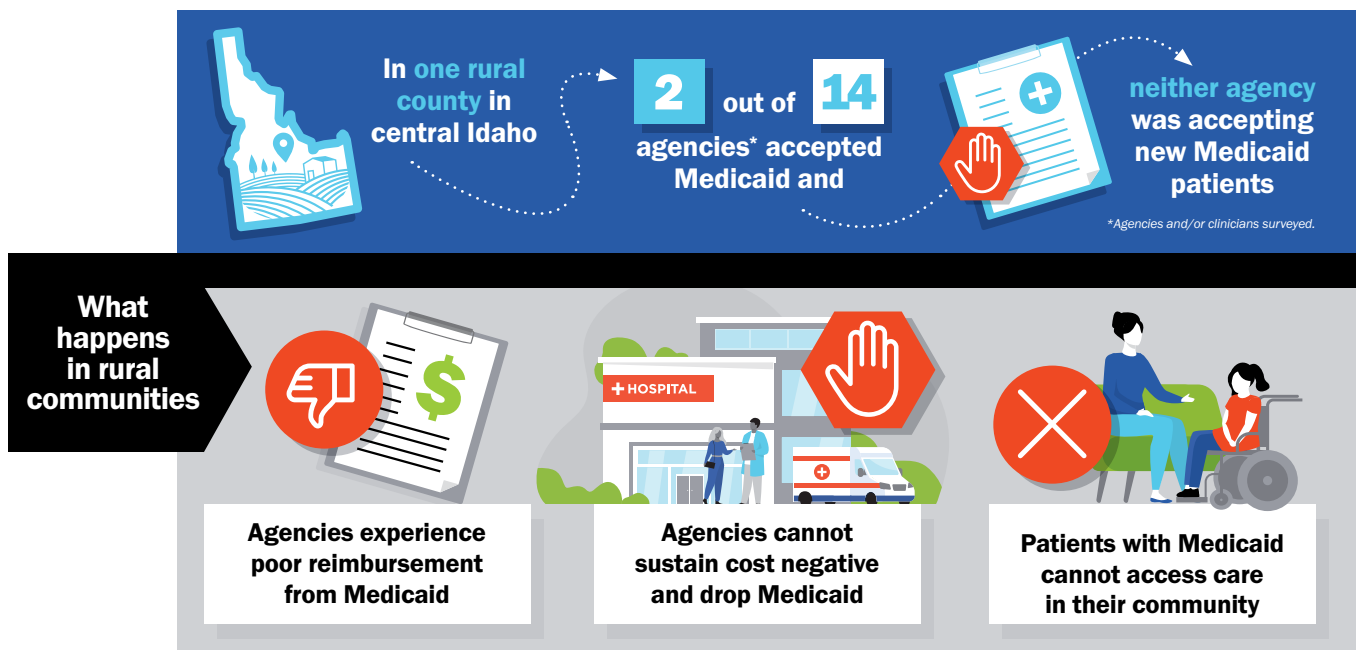 In one rural
county in
central Idaho
2 out of 14
agencies* accepted
Medicaid and
neither agency
was accepting
new Medicaid
patients
*Agencies and/or clinicians surveyed.
What
happens
in rural
communities
$
+ HOSPITAL
Agencies experience
poor reimbursement
from Medicaid
Agencies cannot
sustain cost negative
and drop Medicaid
Patients with Medicaid
cannot access care
in their community